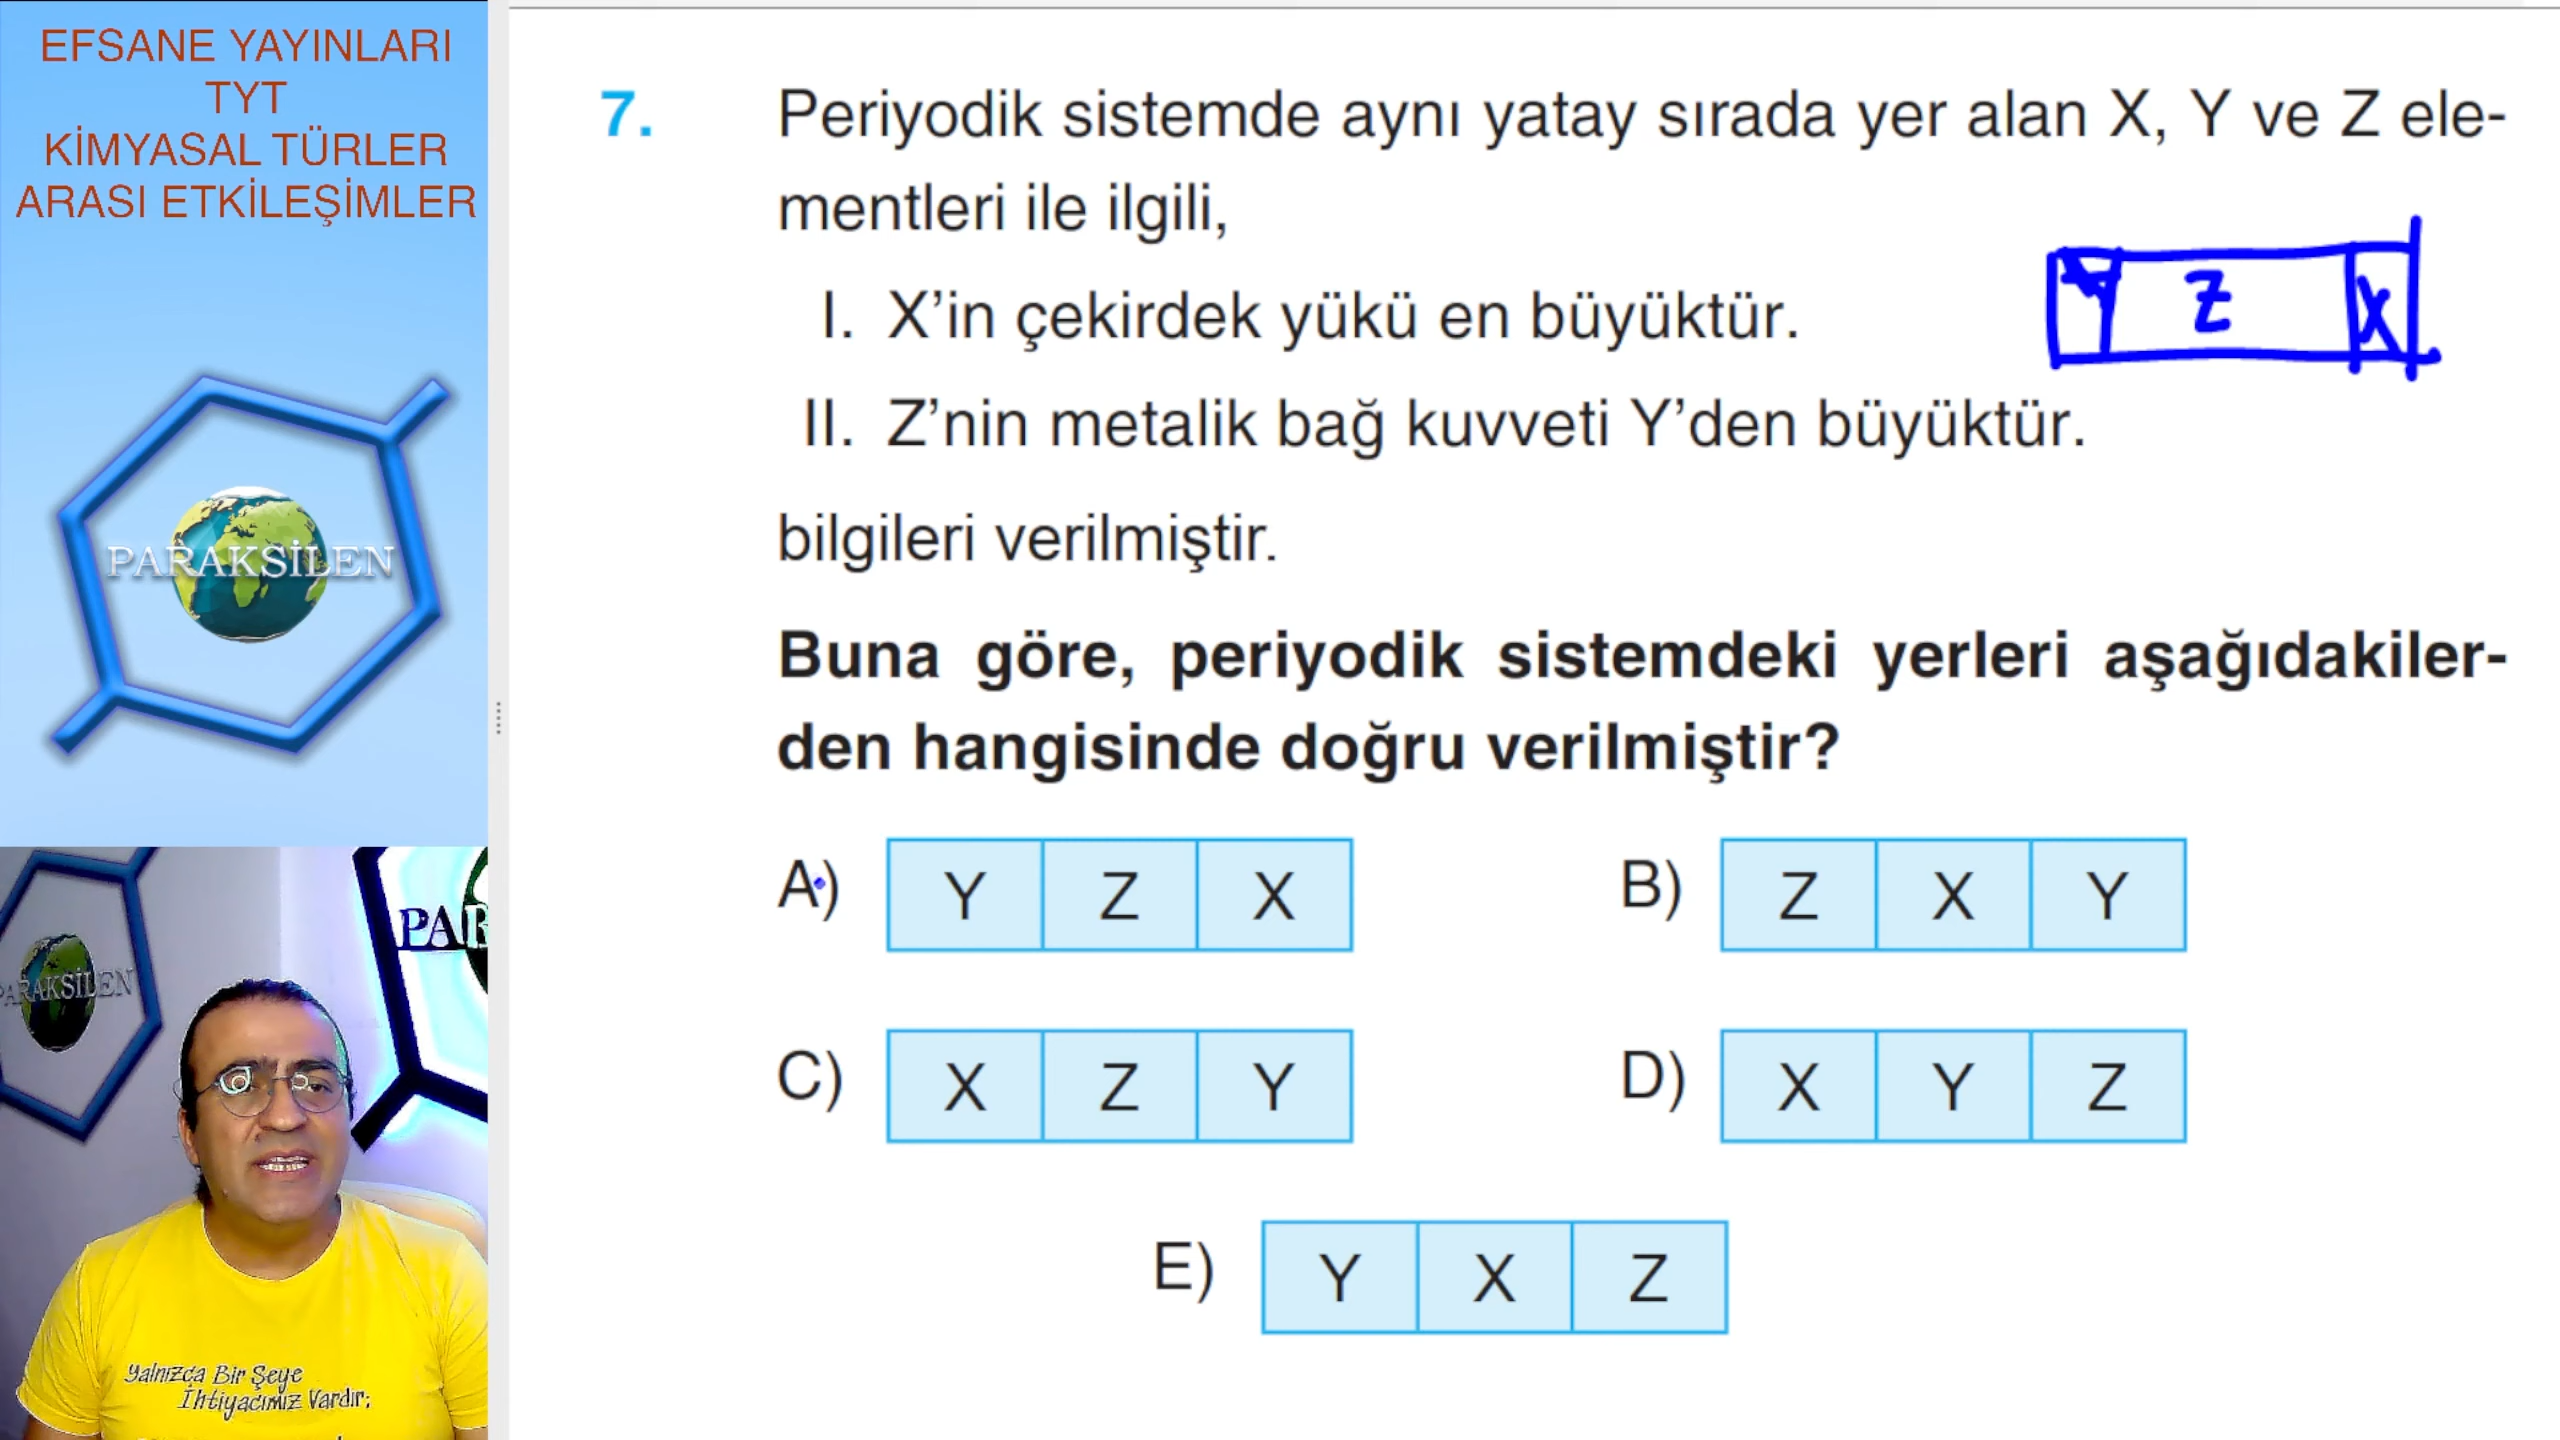 EFSANE YAYINLARI
TYT
KİMYASAL TÜRLER
ARASI ETKİLEŞİMLER
PARAKSİLEN
PARAKSİLEN
PAR
Yalnızca Bir Şeye
İhtiyacımız Vardır;
7. Periyodik sistemde aynı yatay sırada yer alan X, Y ve Z ele-
mentleri ile ilgili,
I. X’in çekirdek yükü en büyüktür.
Y Z X
II. Z’nin metalik bağ kuvveti Y’den büyüktür.
bilgileri verilmiştir.
Buna göre, periyodik sistemdeki yerleri aşağıdakiler-
den hangisinde doğru verilmiştir?
A) Y Z X
B) Z X Y
C) X Z Y
D) X Y Z
E) Y X Z